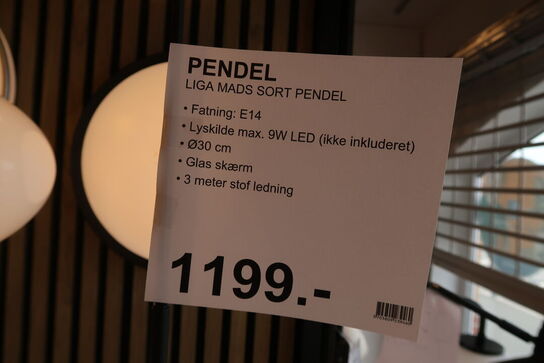 PENDEL
LIGA MADS SORT PENDEL
• Fatning: E14
• Lyskilde max. 9W LED (ikke inkluderet)
• Ø30 cm
• Glas skærm
• 3 meter stof ledning
1199.-